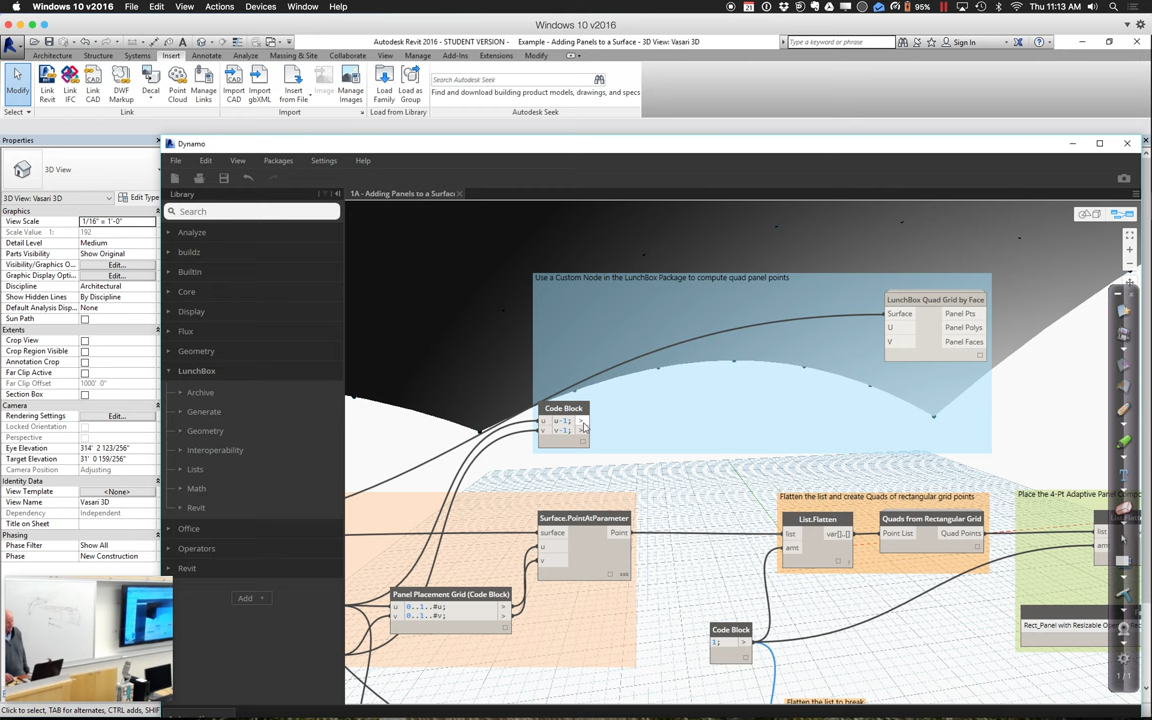 Finder File Edit View Actions Devices Window Help
21
95%
Thu 11:13 AM
Windows 10 v2016
Autodesk Revit 2016 - STUDENT VERSION - Example - Adding Panels to a Surface - 3D View: Vasari 3D
Type a keyword or phrase
Sign In
Architecture Structure Systems Insert Annotate Analyze Massing & Site Collaborate View Manage Add-Ins Extensions Modify
Modify
Link Revit
Link IFC
Link CAD
DWF Markup
Decal
Point Cloud
Manage Links
Import CAD
Import gbXML
Insert from File
Image
Manage Images
Load Family
Load as Group
Search Autodesk Seek
Find and download building product models, drawings, and specs
Select
Link
Import
Load from Library
Autodesk Seek
Properties
3D View
3D View: Vasari 3D
Edit Type
Graphics
View Scale 1/16" = 1'-0"
Scale Value 1: 192
Detail Level Medium
Parts Visibility Show Original
Visibility/Graphics O... Edit...
Graphic Display Opti... Edit...
Discipline Architectural
Show Hidden Lines By Discipline
Default Analysis Disp... None
Sun Path
Extents
Crop View
Crop Region Visible
Annotation Crop
Far Clip Active
Far Clip Offset 1000' 0"
Section Box
Camera
Rendering Settings Edit...
Locked Orientation
Perspective
Eye Elevation 314' 2 123/256"
Target Elevation 31' 0 159/256"
Camera Position Adjusting
Identity Data
View Template <None>
View Name Vasari 3D
Dependency Independent
Title on Sheet
Phasing
Phase Filter Show All
Phase New Construction
Click to select, TAB for alternates, CTRL adds, SHIF
Dynamo
File Edit View Packages Settings Help
Library
1A - Adding Panels to a Surfac
Search
Analyze
buildz
BuiltIn
Core
Display
Flux
Geometry
LunchBox
Archive
Generate
Geometry
Interoperability
Lists
Math
Revit
Office
Operators
Revit
Add
Use a Custom Node in the LunchBox Package to compute quad panel points
LunchBox Quad Grid by Face
Surface Panel Pts
U Panel Polys
V Panel Faces
Code Block
u u-1; >
v v-1; >
Surface.PointAtParameter
surface Point
u
v
Panel Placement Grid (Code Block)
u 0..1..#u; >
v 0..1..#v; >
Flatten the list and create Quads of rectangular grid points
List.Flatten
list var[]..[]
amt
Quads from Rectangular Grid
Point List Quad Points
Code Block
1; >
list
amt
Rect_Panel with Resizable
Flatten the list to break
1 / 1